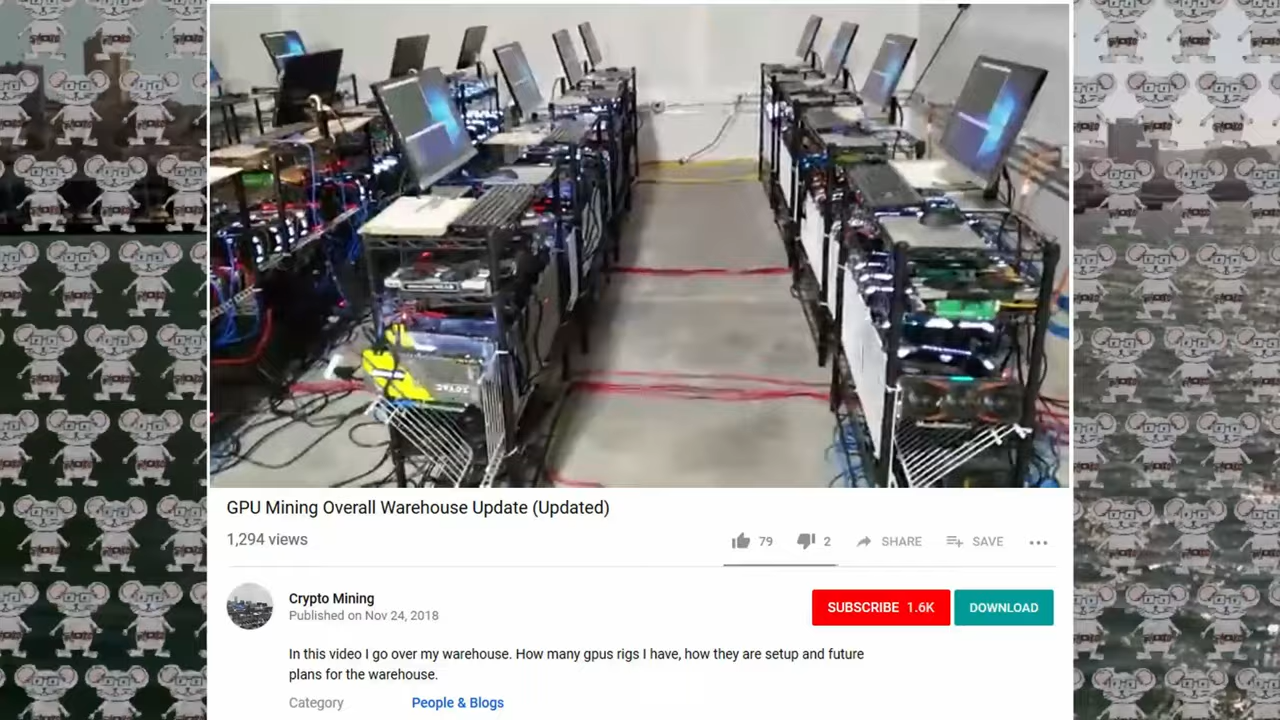 GPU Mining Overall Warehouse Update (Updated)
1,294 views
79
2
SHARE
SAVE
Crypto Mining
Published on Nov 24, 2018
SUBSCRIBE 1.6K
DOWNLOAD
In this video I go over my warehouse. How many gpus rigs I have, how they are setup and future
plans for the warehouse.
Category
People & Blogs